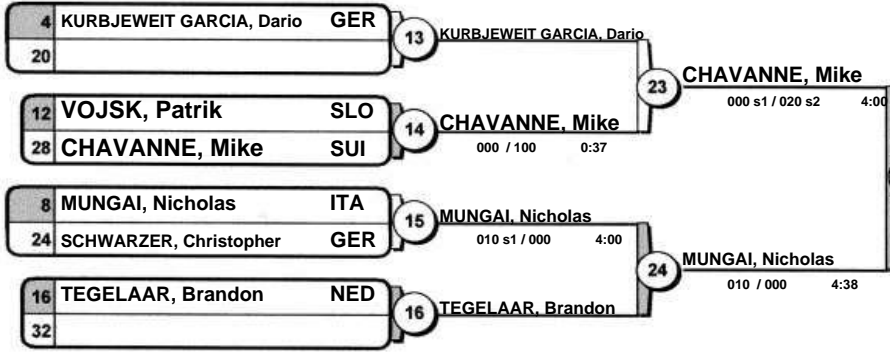 4 KURBJEWEIT GARCIA, Dario GER
20
13 KURBJEWEIT GARCIA, Dario
12 VOJSK, Patrik SLO
28 CHAVANNE, Mike SUI
14 CHAVANNE, Mike
000 / 100 0:37
23 CHAVANNE, Mike
000 s1 / 020 s2 4:00
8 MUNGAI, Nicholas ITA
24 SCHWARZER, Christopher GER
15 MUNGAI, Nicholas
010 s1 / 000 4:00
16 TEGELAAR, Brandon NED
32
16 TEGELAAR, Brandon
24 MUNGAI, Nicholas
010 / 000 4:38